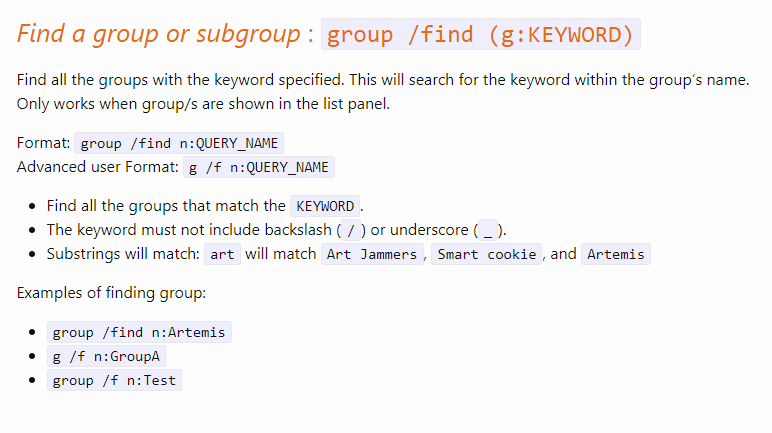 Find a group or subgroup : group /find (g:KEYWORD)
Find all the groups with the keyword specified. This will search for the keyword within the group’s name.
Only works when group/s are shown in the list panel.
Format: group /find n:QUERY_NAME
Advanced user Format: g /f n:QUERY_NAME
• Find all the groups that match the KEYWORD .
• The keyword must not include backslash ( / ) or underscore ( _ ).
• Substrings will match: art will match Art Jammers , Smart cookie , and Artemis
Examples of finding group:
• group /find n:Artemis
• g /f n:GroupA
• group /f n:Test